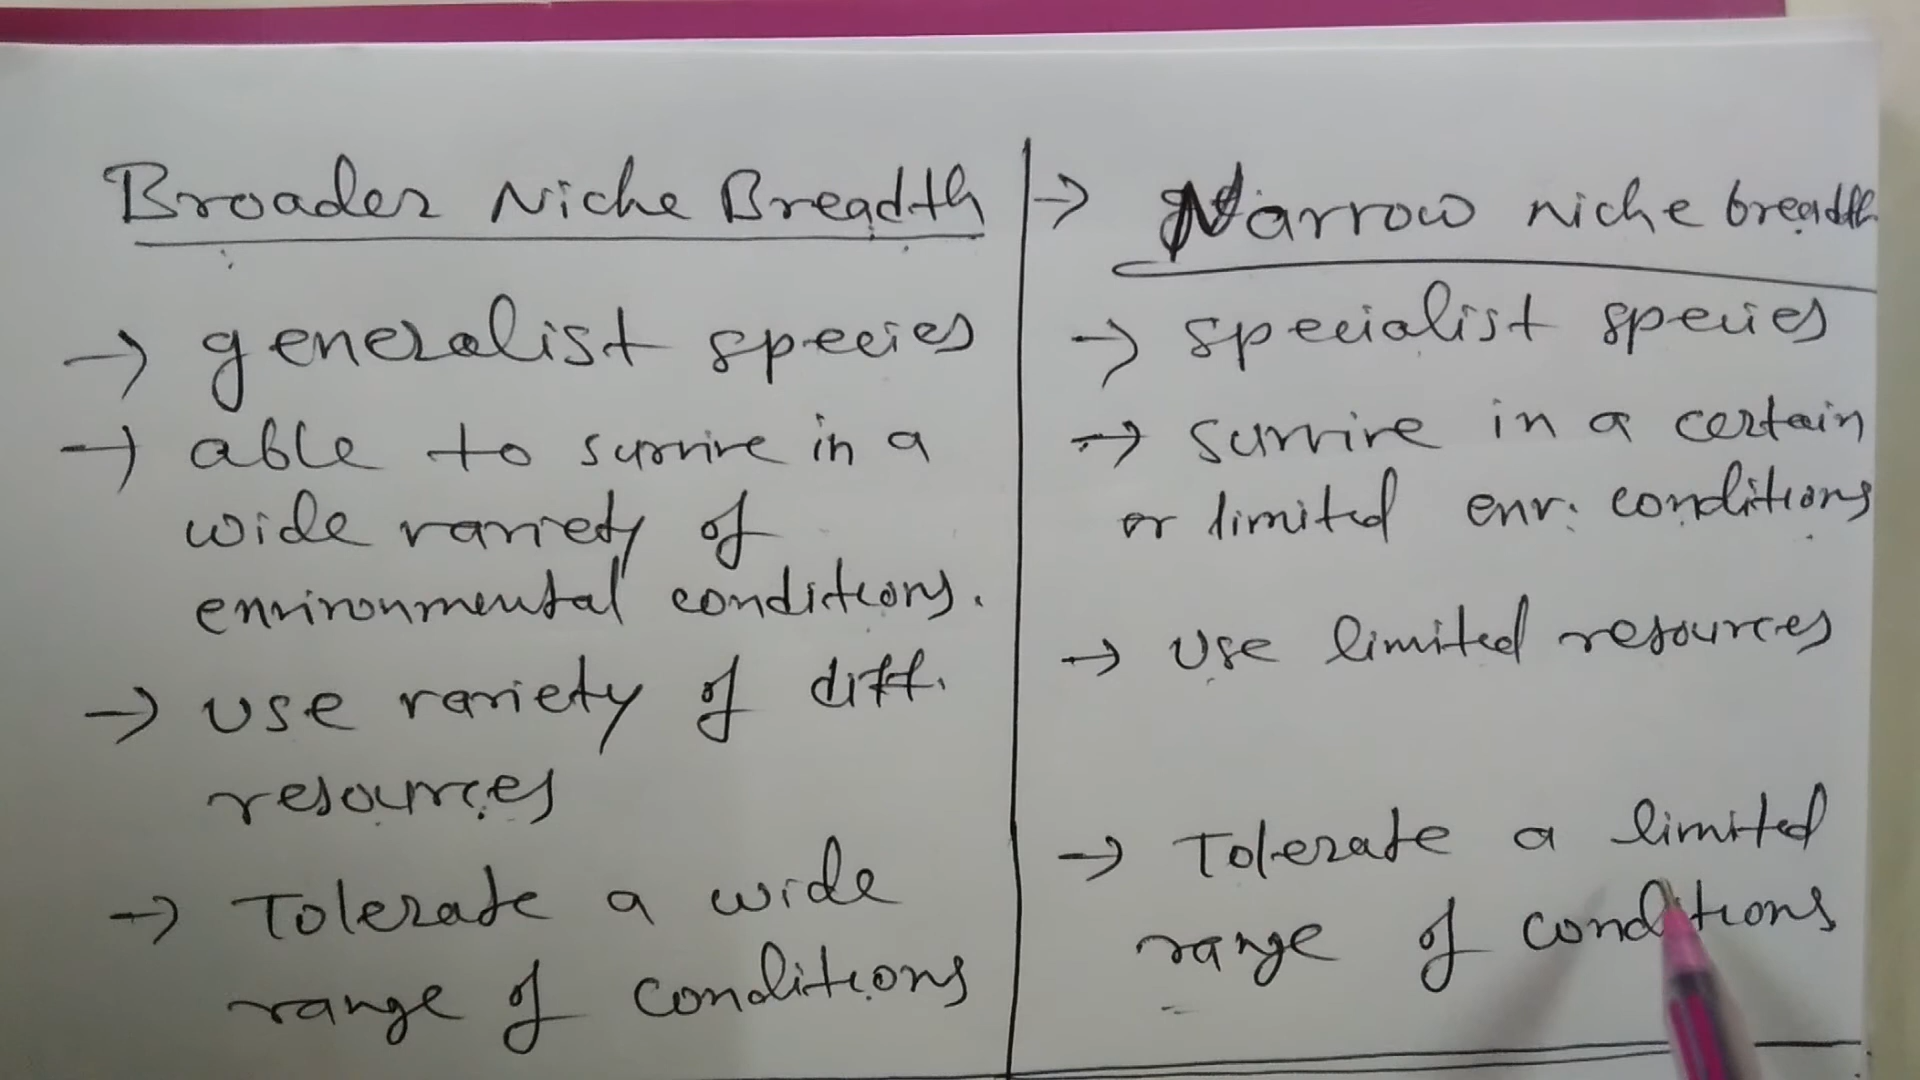 Broader Niche Breadth
→ generalist species
→ able to survive in a
wide variety of
environmental conditions.
→ use variety of diff.
resources
→ Tolerate a wide
range of conditions
→ Narrow niche breadth
→ specialist species
→ survive in a certain
or limited env. conditions
→ use limited resources
→ Tolerate a limited
range of conditions